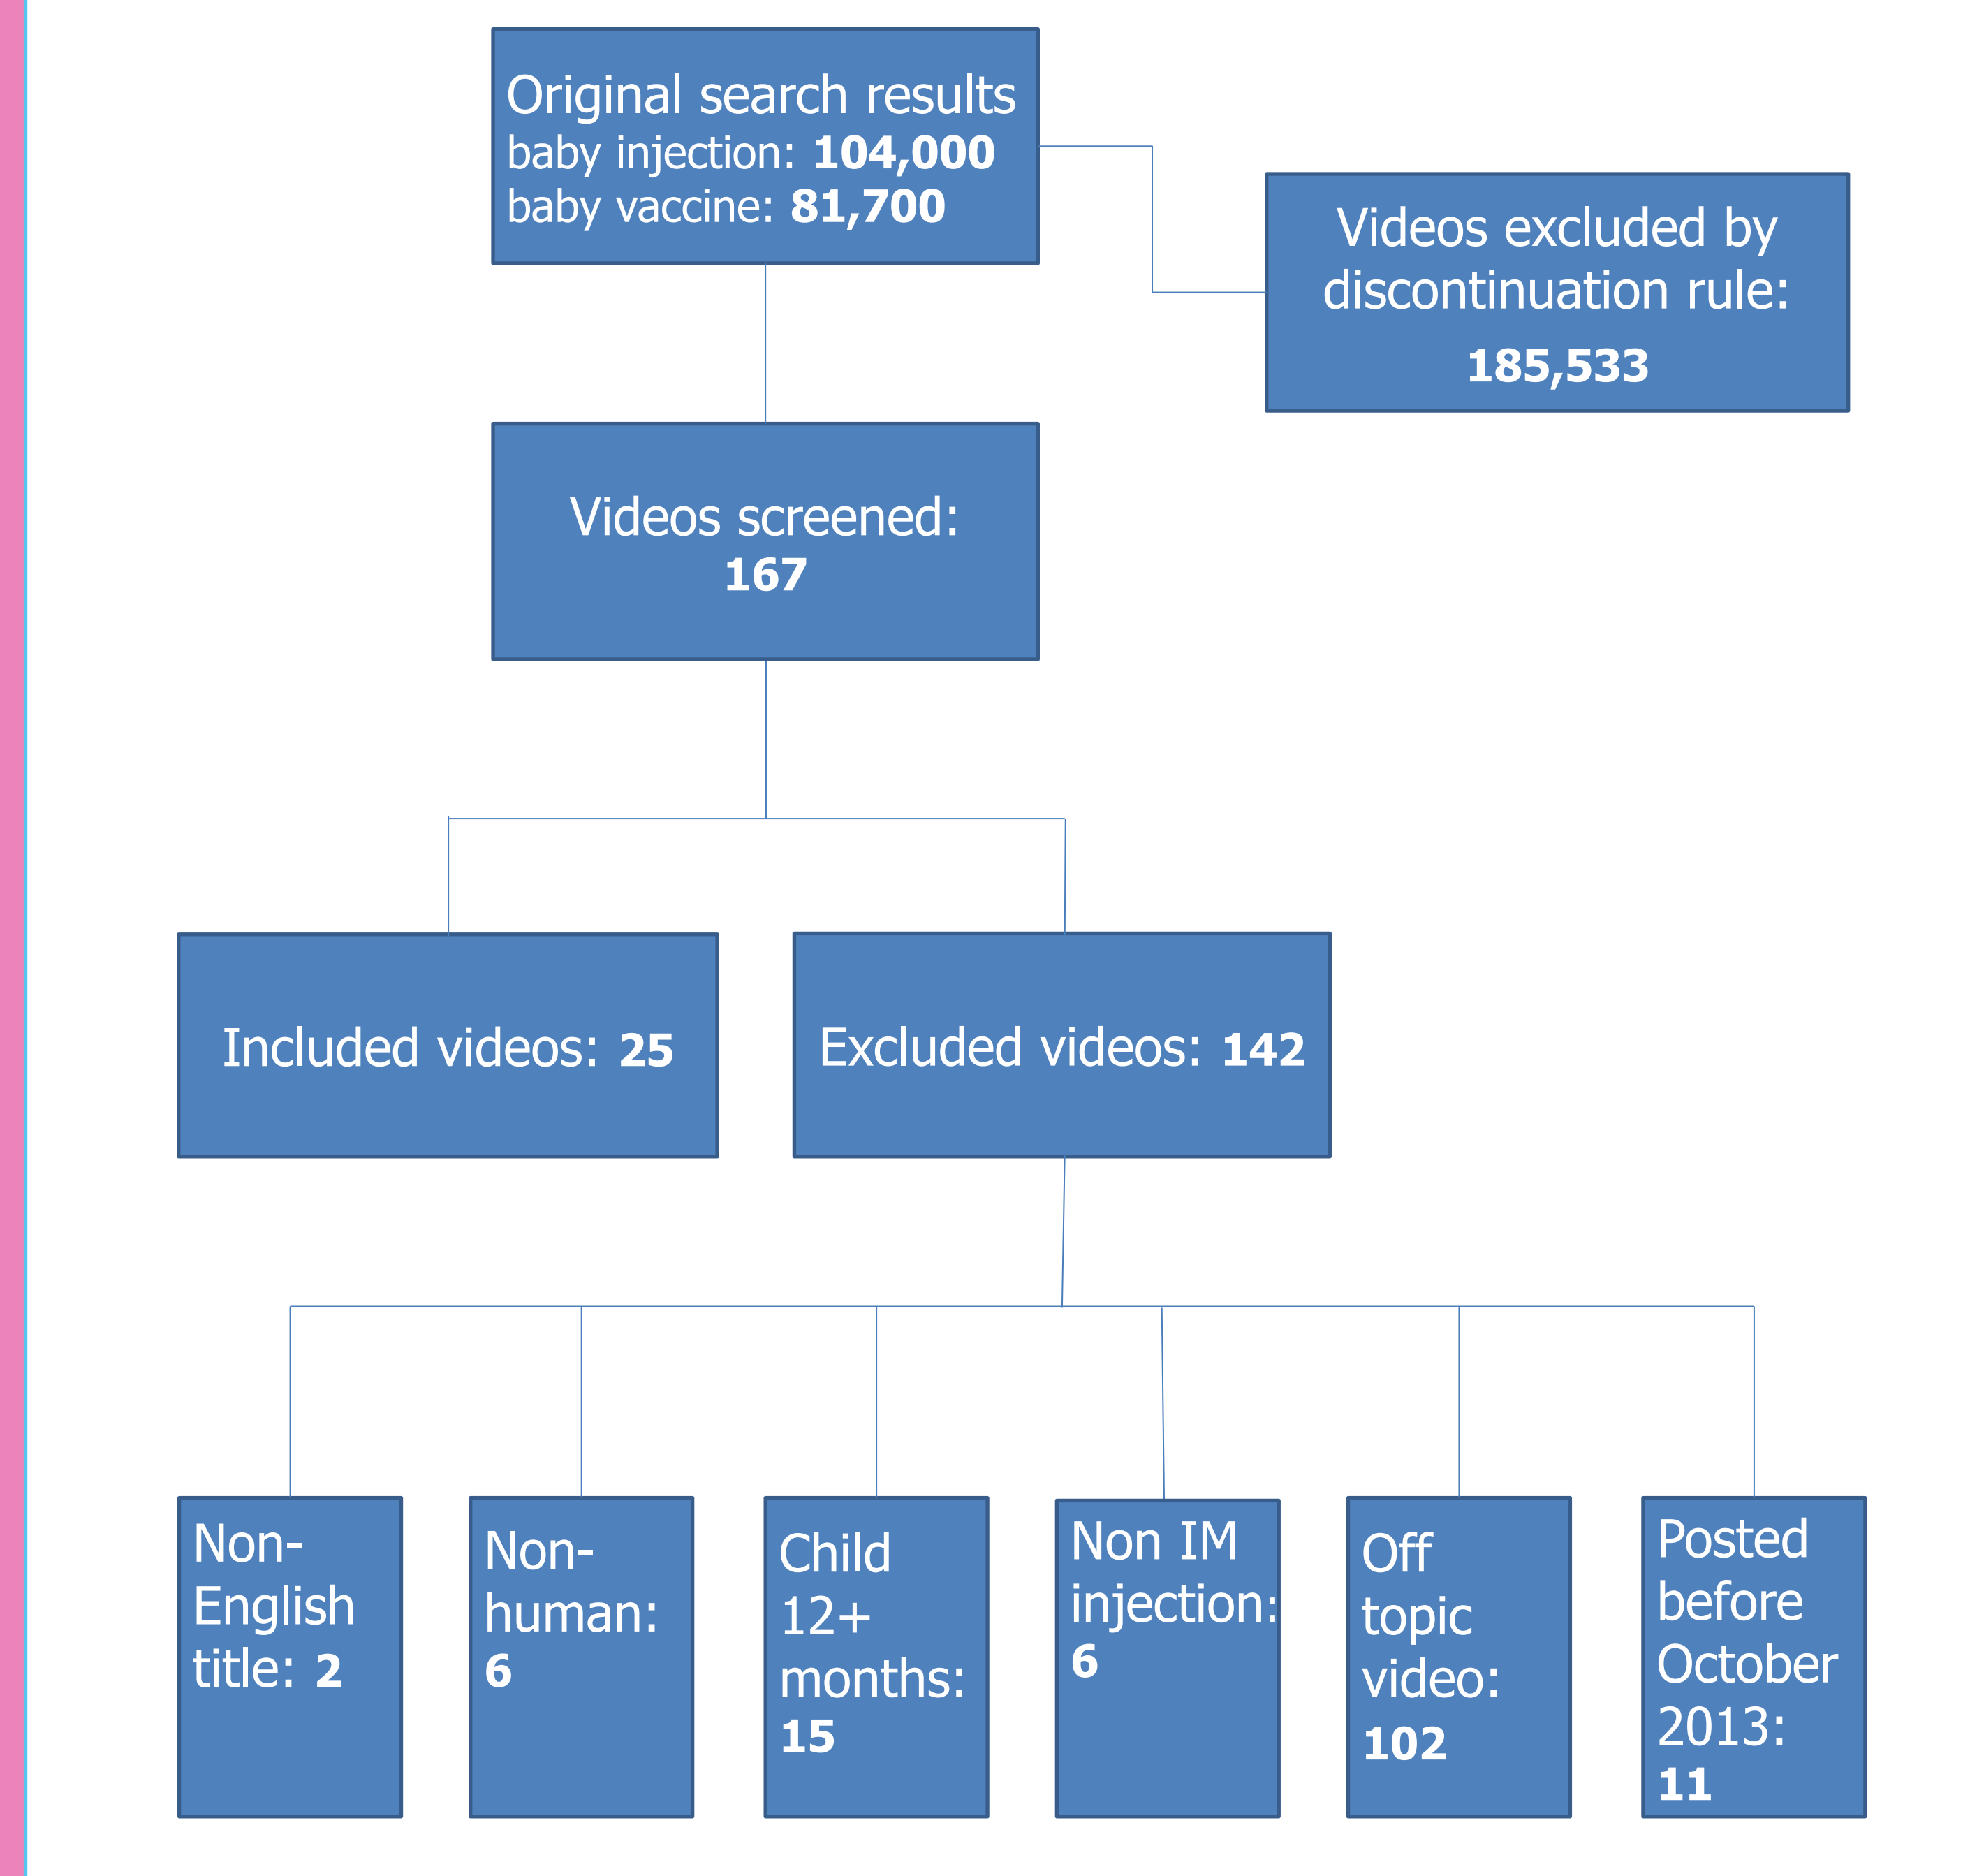 Original search results
baby injection: 104,000
baby vaccine: 81,700
Videos excluded by
discontinuation rule:
185,533
Videos screened:
167
Included videos: 25
Excluded videos: 142
Non-
English
title: 2
Non-
human:
6
Child
12+
months:
15
Non IM
injection:
6
Off
topic
video:
102
Posted
before
October
2013:
11